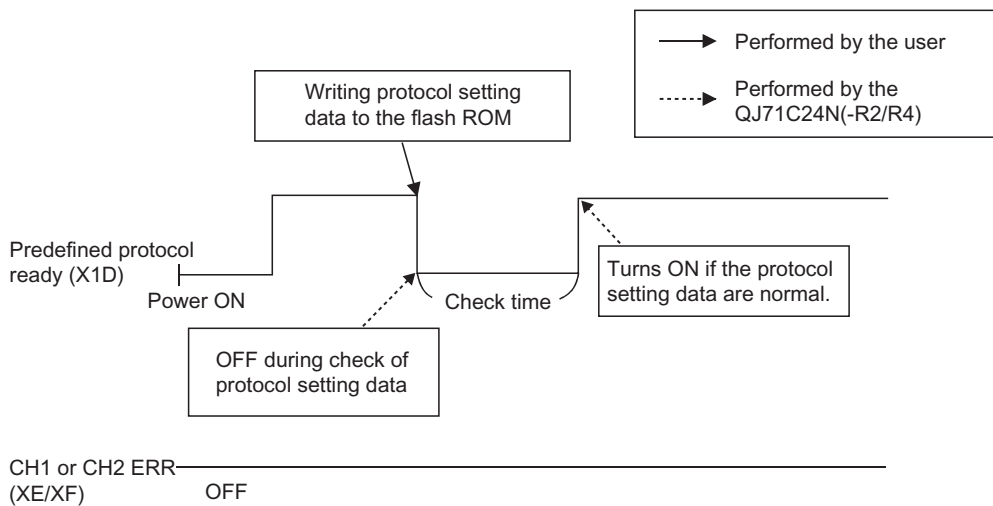 Performed by the user
Performed by the
QJ71C24N(-R2/R4)
Writing protocol setting
data to the flash ROM
Predefined protocol
ready (X1D)
Power ON
Check time
Turns ON if the protocol
setting data are normal.
OFF during check of
protocol setting data
CH1 or CH2 ERR
(XE/XF)
OFF